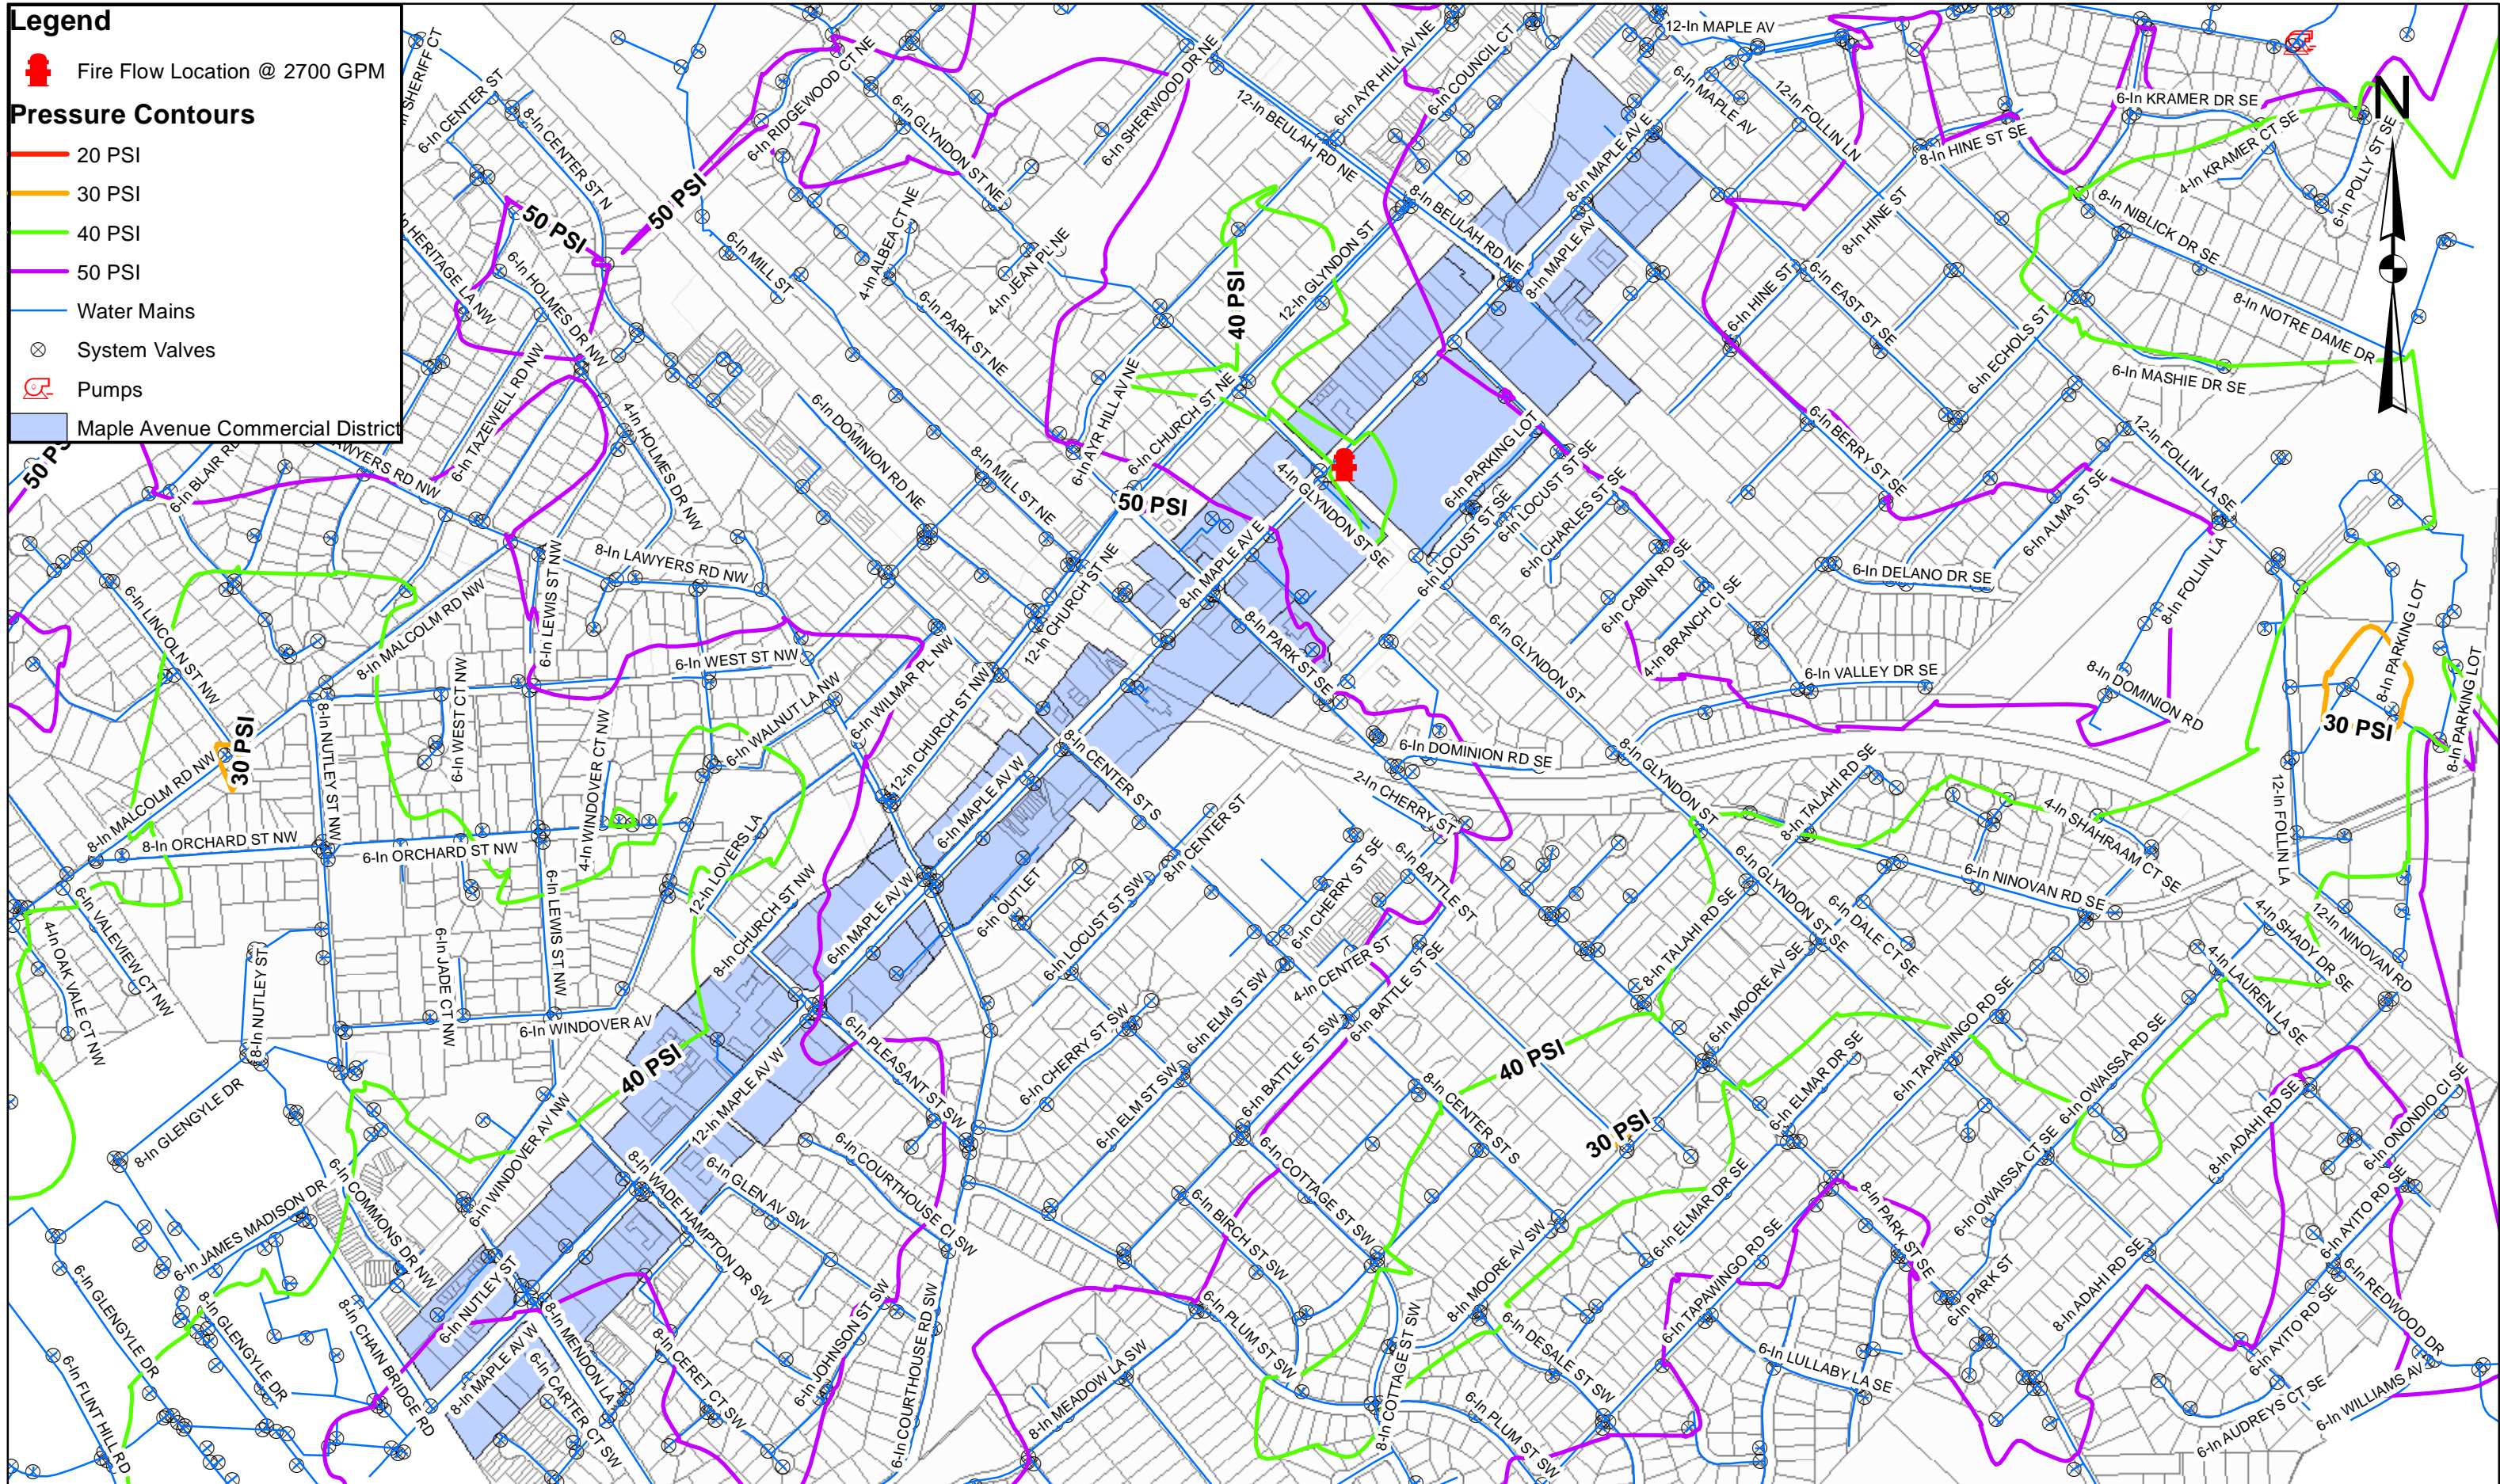 Legend
Fire Flow Location @ 2700 GPM
Pressure Contours
20 PSI
30 PSI
40 PSI
50 PSI
Water Mains
System Valves
Pumps
Maple Avenue Commercial District
N
SHERIFF CT
6-In CENTER ST
8-In CENTER ST N
50 PSI
50 PSI
6-In RIDGEWOOD CT NE
6-In GLYNDON ST NE
6-In SHERWOOD DR NE
12-In BEULAH RD NE
6-In AYR HILL AV NE
6-In COUNCIL CT
12-In MAPLE AV
6-In MAPLE AV
12-In FOLLIN LN
8-In HINE ST SE
6-In KRAMER DR SE
4-In KRAMER CT SE
6-In POLLY ST SE
8-In NIBLICK DR SE
8-In NOTRE DAME DR
6-In MASHIE DR SE
6-In ECHOLS ST
6-In EAST ST SE
8-In HINE ST
6-In HINE ST
8-In MAPLE AV E
8-In MAPLE AV
8-In BEULAH RD NE
12-In GLYNDON ST
40 PSI
4-In JEAN PL NE
4-In ALBEA CT NE
6-In PARK ST NE
6-In MILL ST
HERITAGE LA NW
6-In HOLMES DR NW
6-In TAZEWELL RD NW
4-In HOLMES DR NW
6-In DOMINION RD NE
8-In MILL ST NE
6-In AYR HILL AV NE
6-In CHURCH ST NE
50 PSI
4-In GLYNDON ST SE
8-In MAPLE AV E
6-In PARKING LOT
6-In LOCUST ST SE
6-In LOCUST ST SE
6-In LOCUST ST SE
6-In CHARLES ST SE
6-In CABIN RD SE
4-In BRANCH CI SE
6-In BERRY ST SE
12-In FOLLIN LA SE
6-In ALMA ST SE
6-In DELANO DR SE
8-In FOLLIN LA
8-In DOMINION RD
6-In VALLEY DR SE
8-In PARKING LOT
8-In PARKING LOT
30 PSI
12-In FOLLIN LA
6-In BLAIR RD
LAWYERS RD NW
8-In LAWYERS RD NW
6-In LINCOLN ST NW
8-In MALCOLM RD NW
8-In MALCOLM RD NW
30 PSI
6-In LEWIS ST NW
6-In WEST ST NW
6-In WEST CT NW
8-In NUTLEY ST NW
8-In ORCHARD ST NW
6-In ORCHARD ST NW
4-In WINDOVER CT NW
6-In WALNUT LA NW
6-In WILMAR PL NW
12-In CHURCH ST NW
12-In CHURCH ST NE
8-In PARK ST SE
6-In GLYNDON ST
8-In GLYNDON ST
6-In DOMINION RD SE
2-In CHERRY ST
8-In CENTER ST S
6-In MAPLE AV W
6-In MAPLE AV W
12-In LOVERS LA
8-In CHURCH ST NW
6-In OUTLET
6-In LOCUST ST SW
8-In CENTER ST
6-In CHERRY ST SE
6-In BATTLE ST
6-In BATTLE ST SE
4-In CENTER ST
8-In TALAHI RD SE
8-In TALAHI RD SE
6-In GLYNDON ST SE
6-In DALE CT SE
6-In NINOVAN RD SE
4-In SHAHRAAM CT SE
4-In SHADY DR SE
12-In NINOVAN RD
4-In LAUREN LA SE
6-In MOORE AV SE
6-In TAPAWINGO RD SE
6-In OWAISSA RD SE
6-In OWAISSA CT SE
6-In ELMAR DR SE
6-In ELMAR DR SE
8-In ADAHI RD SE
8-In ADAHI RD SE
6-In ONONDIO CI SE
6-In AYITO RD SE
6-In AYITO RD SE
6-In REDWOOD DR
6-In WILLIAMS AV
6-In AUDREYS CT SE
8-In PARK ST SE
6-In PARK ST
6-In TAPAWINGO RD SE
6-In LULLABY LA SE
8-In MOORE AV SW
6-In DESALE ST SW
6-In PLUM ST SW
6-In PLUM ST SW
8-In COTTAGE ST SW
6-In COTTAGE ST SW
6-In BIRCH ST SW
8-In CENTER ST S
40 PSI
30 PSI
6-In BATTLE ST SW
6-In ELM ST SW
6-In ELM ST SW
6-In CHERRY ST SW
6-In PLEASANT ST SW
12-In MAPLE AV W
40 PSI
6-In COURTHOUSE CI SW
6-In GLEN AV SW
8-In WADE HAMPTON DR SW
6-In JOHNSON ST SW
6-In COURTHOUSE RD SW
8-In MEADOW LA SW
8-In CERET CT SW
8-In MENDON LA
6-In CARTER CT SW
8-In MAPLE AV W
6-In NUTLEY ST
6-In WINDOVER AV NW
6-In WINDOVER AV
6-In LEWIS ST NW
6-In JADE CT NW
8-In NUTLEY ST
8-In NUTLEY ST
6-In VALEVIEW CT NW
4-In OAK VALE CT NW
8-In GLENGYLE DR
6-In JAMES MADISON DR
6-In COMMONS DR NW
8-In CHAIN BRIDGE RD
8-In GLENGYLE DR
6-In GLENGYLE DR
6-In FLINT HILL RD
6-In BATTLE ST SE